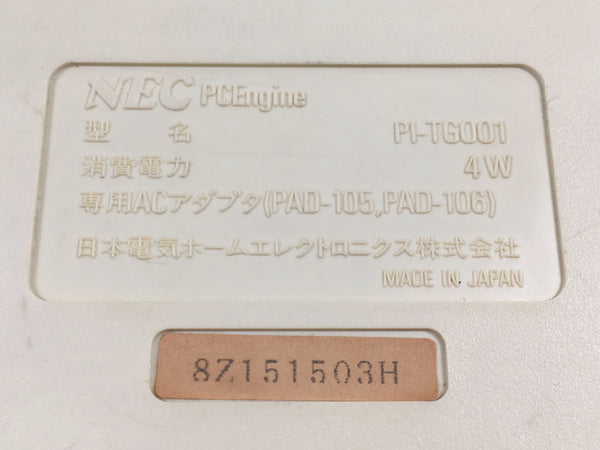 NEC PCEngine
型 名 PI-TG001
消費電力 4W
専用ACアダプタ(PAD-105,PAD-106)
日本電気ホームエレクトロニクス株式会社
MADE IN JAPAN
8Z151503H